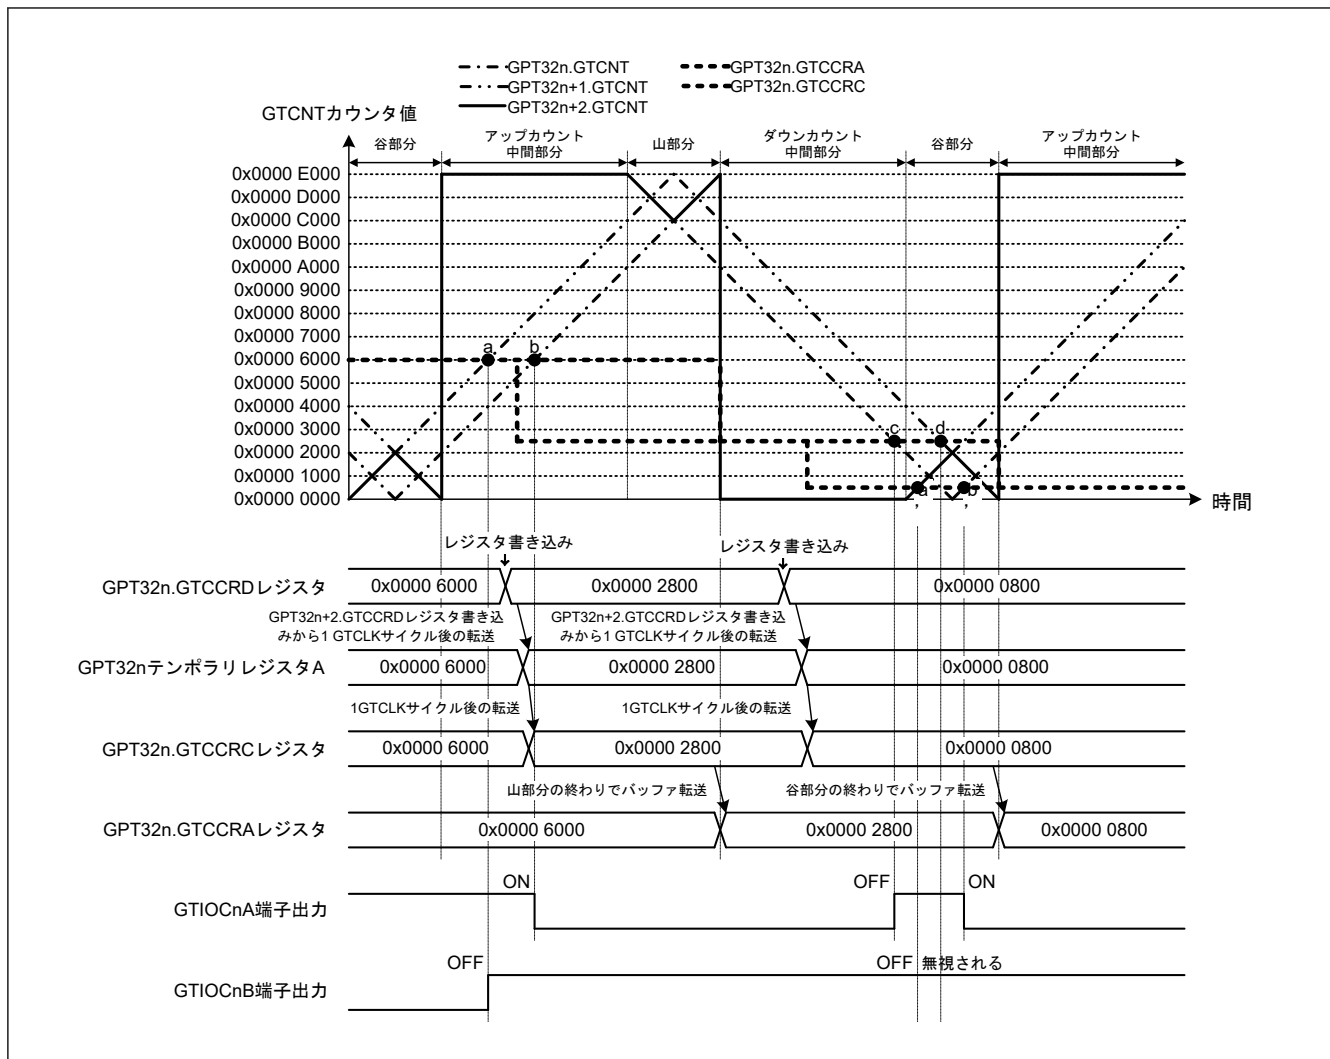 GPT32n.GTCNT
GPT32n+1.GTCNT
GPT32n+2.GTCNT
GPT32n.GTCCRA
GPT32n.GTCCRC
GTCNTカウンタ値
谷部分
アップカウント
中間部分
山部分
ダウンカウント
中間部分
谷部分
アップカウント
中間部分
0x0000 E000
0x0000 D000
0x0000 C000
0x0000 B000
0x0000 A000
0x0000 9000
0x0000 8000
0x0000 7000
0x0000 6000
0x0000 5000
0x0000 4000
0x0000 3000
0x0000 2000
0x0000 1000
0x0000 0000
a
b
c
d
a'
b'
時間
レジスタ書き込み
レジスタ書き込み
GPT32n.GTCCRDレジスタ
0x0000 6000
0x0000 2800
0x0000 0800
GPT32n+2.GTCCRDレジスタ書き込
みから1 GTCLKサイクル後の転送
GPT32n+2.GTCCRDレジスタ書き込
みから1 GTCLKサイクル後の転送
GPT32nテンポラリレジスタA
0x0000 6000
0x0000 2800
0x0000 0800
1GTCLKサイクル後の転送
1GTCLKサイクル後の転送
GPT32n.GTCCRCレジスタ
0x0000 6000
0x0000 2800
0x0000 0800
山部分の終わりでバッファ転送
谷部分の終わりでバッファ転送
GPT32n.GTCCRAレジスタ
0x0000 6000
0x0000 2800
0x0000 0800
ON
OFF
ON
GTIOCnA端子出力
OFF
OFF 無視される
GTIOCnB端子出力